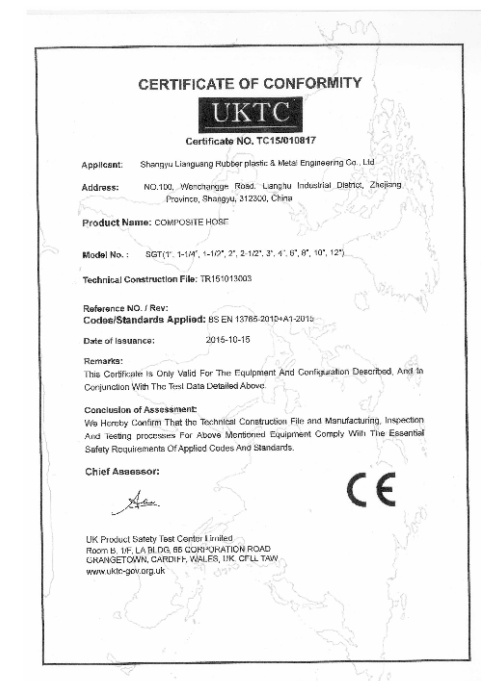 CERTIFICATE OF CONFORMITY
UKTC
Certificate NO. TC15/010817
Applicant: Shangyu Lianguang Rubber plastic & Metal Engineering Co., Ltd
Address: NO.100, Wenchangge Road, Lianghu Industrial District, Zhejiang
Province, Shangyu, 312300, China
Product Name: COMPOSITE HOSE
Model No. : SGT(1", 1-1/4", 1-1/2", 2", 2-1/2", 3", 4", 6", 8", 10", 12")
Technical Construction File: TR151013003
Reference NO. / Rev:
Codes/Standards Applied: BS EN 13765-2010+A1-2015
Date of Issuance: 2015-10-15
Remarks:
This Certificate Is Only Valid For The Equipment And Configuration Described, And In
Conjunction With The Test Data Detailed Above.
Conclusion of Assessment:
We Hereby Confirm That the Technical Construction File and Manufacturing, Inspection
And Testing processes For Above Mentioned Equipment Comply With The Essential
Safety Requirements Of Applied Codes And Standards.
Chief Assessor:
CE
UK Product Safety Test Center Limited
Room B, 1/F, LA BLDG, 66 CORPORATION ROAD
GRANGETOWN, CARDIFF, WALES, UK, CF11 7AW
www.uktc-gov.org.uk